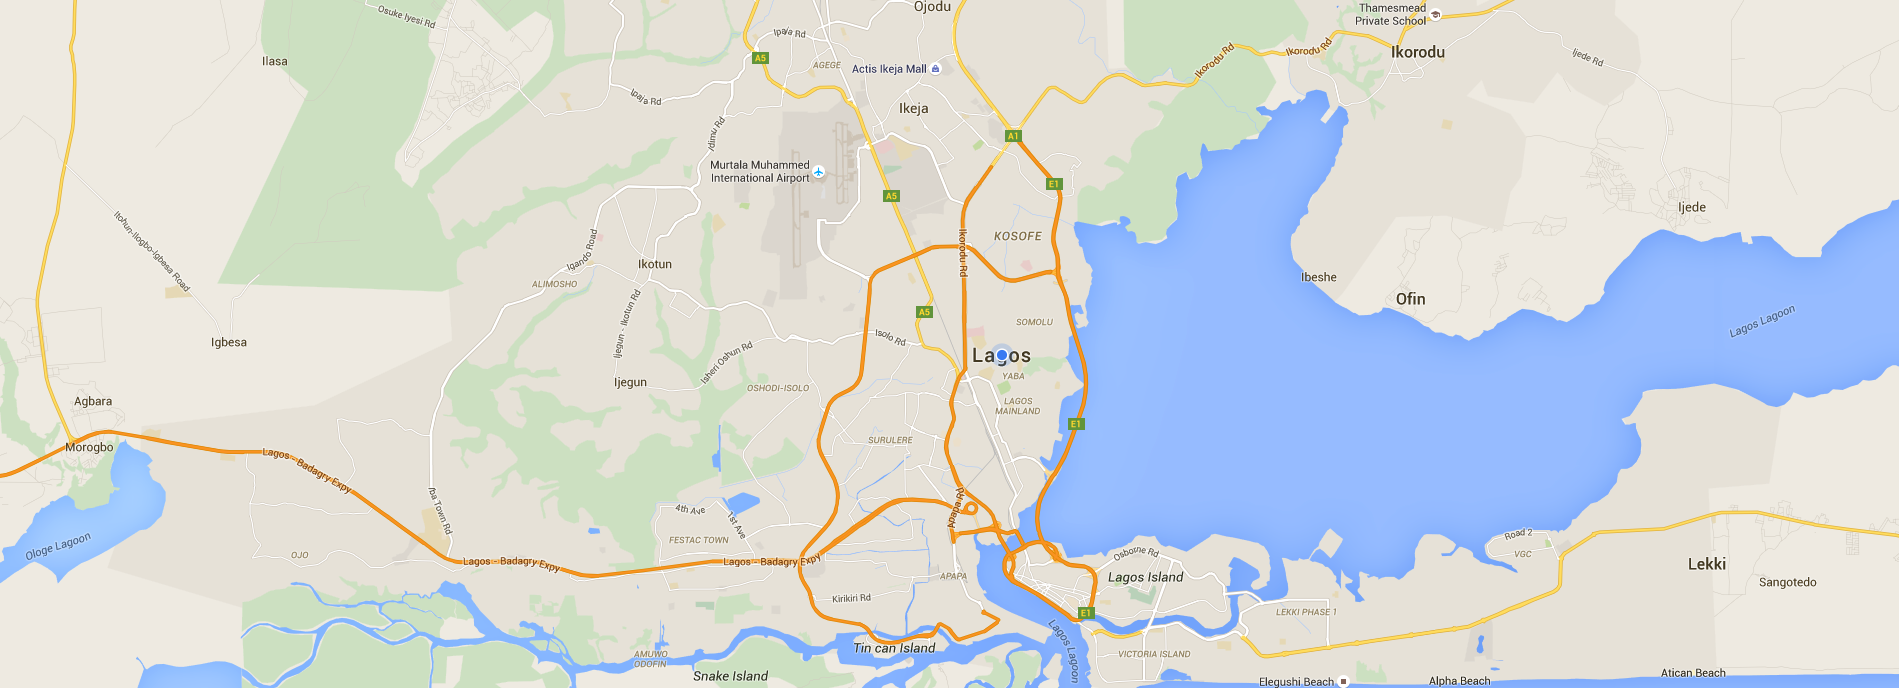 Osuke Iyesi Rd
Ojodu
Thamesmead
Private School
Ipaja Rd
A5
Ilasa
AGEGE
Actis Ikeja Mall
Ikorodu Rd
Ikorodu Rd
Ikorodu
Ijede Rd
Ipaja Rd
Ikeja
Idimu Rd
A1
Murtala Muhammed
International Airport
E1
A5
Itohun-Ilogbo-Igbesa Road
Igando Road
Ikorodu Rd
KOSOFE
Ijede
Ikotun
ALIMOSHO
Ibeshe
Ofin
Ijegun - Ikotun Rd
A5
SOMOLU
Lagos Lagoon
Igbesa
Isolo Rd
Lagos
Isheri Oshun Rd
Ijegun
OSHODI-ISOLO
YABA
Agbara
LAGOS
MAINLAND
E1
Morogbo
SURULERE
Lagos - Badagry Expy
Iba Town Rd
4th Ave
1st Ave
Apapa Rd
Ologe Lagoon
OJO
FESTAC TOWN
Lagos - Badagry Expy
Lagos - Badagry Expy
Osborne Rd
Road 2
VGC
Lekki
APAPA
Lagos Island
Sangotedo
Kirikiri Rd
E1
LEKKI PHASE 1
Lagos Lagoon
Tin can Island
AMUWO
ODOFIN
VICTORIA ISLAND
Snake Island
Elegushi Beach
Alpha Beach
Atican Beach